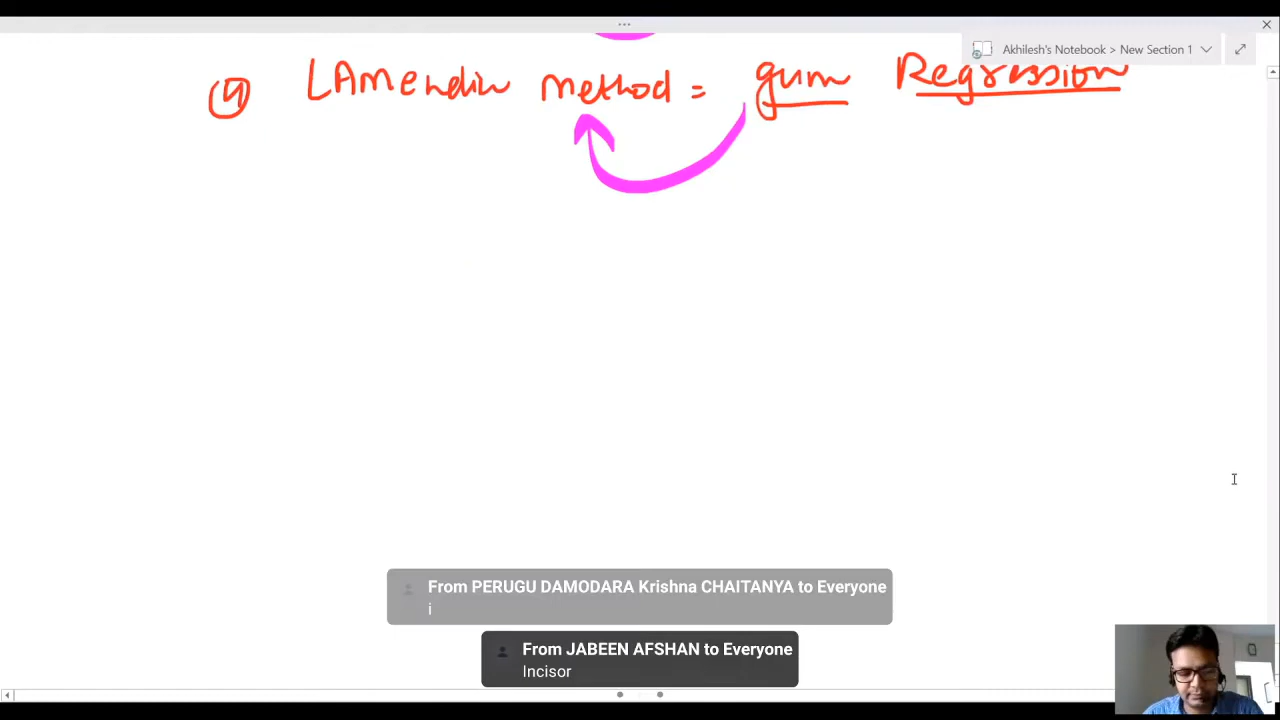 Akhilesh's Notebook > New Section 1
④ LAMendin method = gum Regression
From PERUGU DAMODARA Krishna CHAITANYA to Everyone
i
From JABEEN AFSHAN to Everyone
Incisor